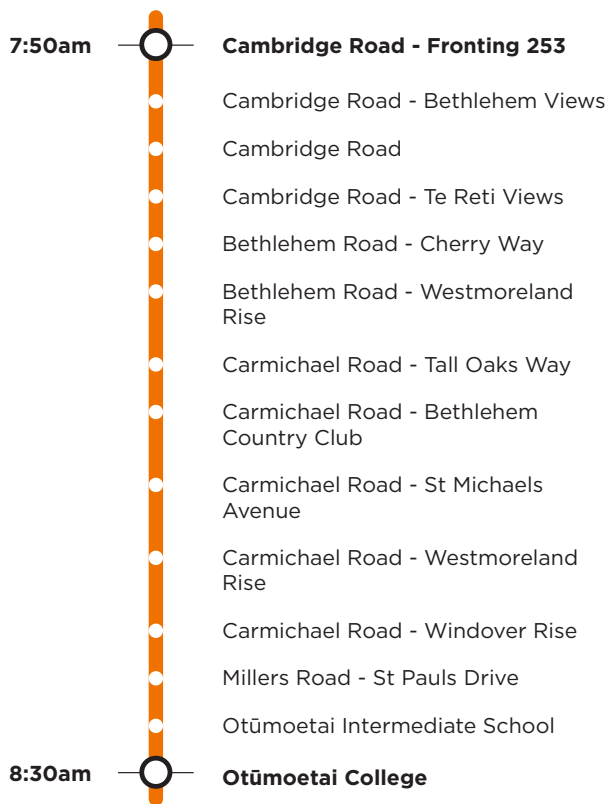 7:50am Cambridge Road - Fronting 253
Cambridge Road - Bethlehem Views
Cambridge Road
Cambridge Road - Te Reti Views
Bethlehem Road - Cherry Way
Bethlehem Road - Westmoreland
Rise
Carmichael Road - Tall Oaks Way
Carmichael Road - Bethlehem
Country Club
Carmichael Road - St Michaels
Avenue
Carmichael Road - Westmoreland
Rise
Carmichael Road - Windover Rise
Millers Road - St Pauls Drive
Otūmoetai Intermediate School
8:30am Otūmoetai College